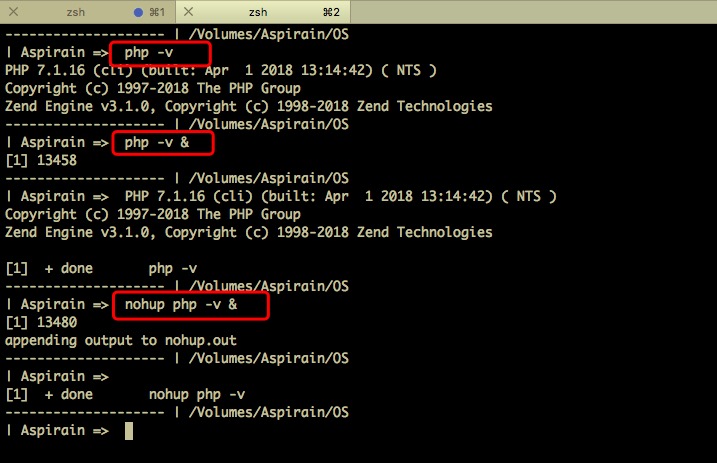 zsh ⌘1 zsh ⌘2
-------------------- | /Volumes/Aspirain/OS
| Aspirain => php -v
PHP 7.1.16 (cli) (built: Apr  1 2018 13:14:42) ( NTS )
Copyright (c) 1997-2018 The PHP Group
Zend Engine v3.1.0, Copyright (c) 1998-2018 Zend Technologies
-------------------- | /Volumes/Aspirain/OS
| Aspirain => php -v &
[1] 13458
-------------------- | /Volumes/Aspirain/OS
| Aspirain => PHP 7.1.16 (cli) (built: Apr  1 2018 13:14:42) ( NTS )
Copyright (c) 1997-2018 The PHP Group
Zend Engine v3.1.0, Copyright (c) 1998-2018 Zend Technologies
[1]  + done       php -v
-------------------- | /Volumes/Aspirain/OS
| Aspirain => nohup php -v &
[1] 13480
appending output to nohup.out
-------------------- | /Volumes/Aspirain/OS
| Aspirain =>
[1]  + done       nohup php -v
-------------------- | /Volumes/Aspirain/OS
| Aspirain =>